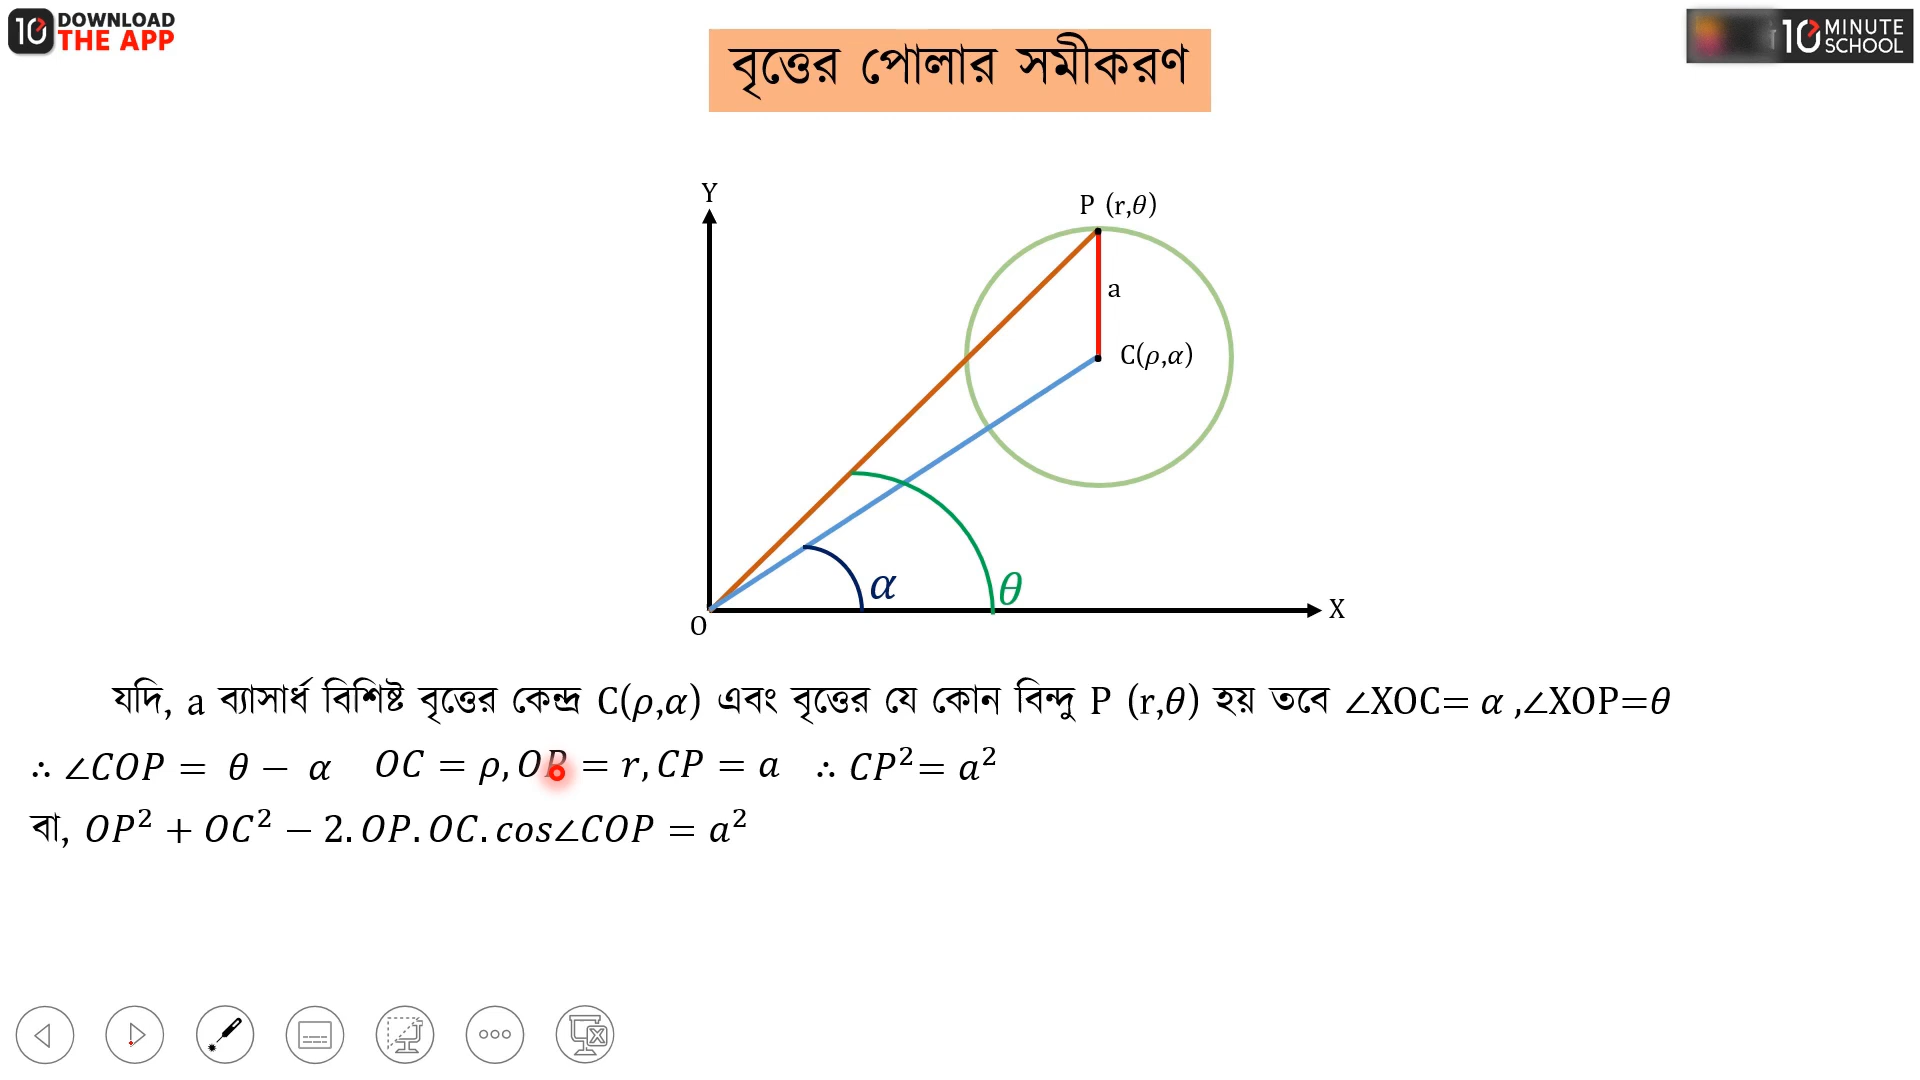 DOWNLOAD
THE APP
10 MINUTE
SCHOOL
বৃত্তের পোলার সমীকরণ
Y
P (r,θ)
a
C(ρ,α)
α
θ
X
O
যদি, a ব্যাসার্ধ বিশিষ্ট বৃত্তের কেন্দ্র C(ρ,α) এবং বৃত্তের যে কোন বিন্দু P (r,θ) হয় তবে ∠XOC= α ,∠XOP=θ
∴ ∠COP = θ − α OC = ρ, OP = r, CP = a ∴ CP²= a²
বা, OP² + OC² − 2. OP. OC. cos∠COP = a²